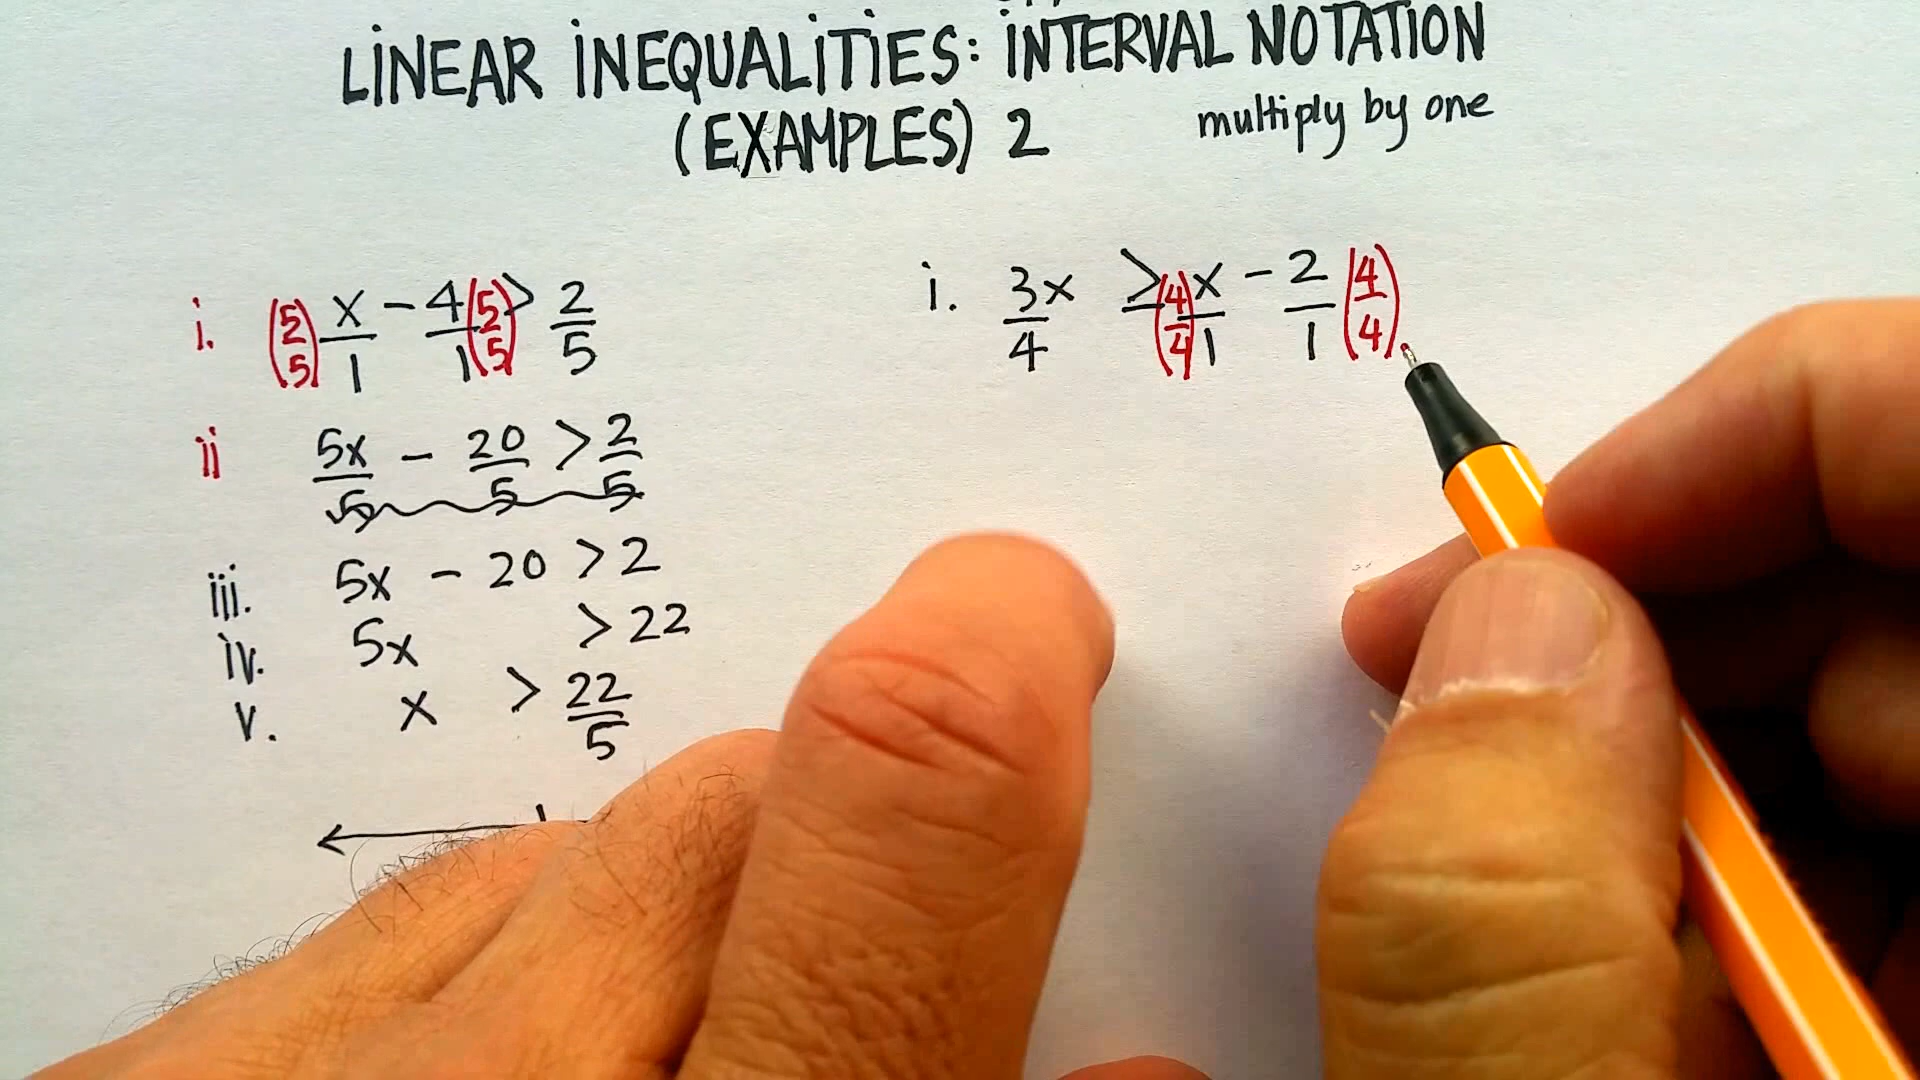 LINEAR INEQUALITIES: INTERVAL NOTATION
(EXAMPLES) 2
multiply by one
i. (5/5) x/1 - 4/1 (5/5) > 2/5
ii 5x/5 - 20/5 > 2/5
iii. 5x - 20 > 2
iv. 5x > 22
v. x > 22/5
i. 3x/4 ≥ (4/4) x/1 - 2/1 (4/4)